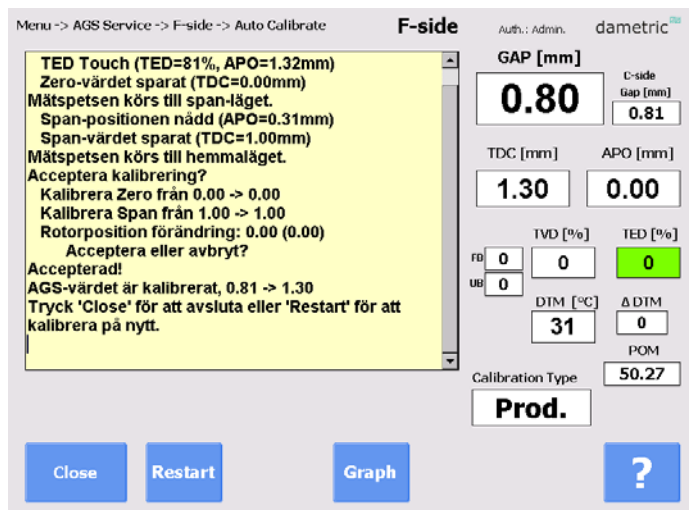 Menu -> AGS Service -> F-side -> Auto Calibrate
F-side
Auth.: Admin.
dametric
TED Touch (TED=81%, APO=1.32mm)
Zero-värdet sparat (TDC=0.00mm)
Mätspetsen körs till span-läget.
Span-positionen nådd (APO=0.31mm)
Span-värdet sparat (TDC=1.00mm)
Mätspetsen körs till hemmaläget.
Acceptera kalibrering?
Kalibrera Zero från 0.00 -> 0.00
Kalibrera Span från 1.00 -> 1.00
Rotorposition förändring: 0.00 (0.00)
Acceptera eller avbryt?
Accepterad!
AGS-värdet är kalibrerat, 0.81 -> 1.30
Tryck 'Close' för att avsluta eller 'Restart' för att
kalibrera på nytt.
GAP [mm]
0.80
C-side
Gap [mm]
0.81
TDC [mm]
APO [mm]
1.30
0.00
TVD [%]
TED [%]
FD 0
0
0
UB 0
DTM [°C]
Δ DTM
31
0
POM
50.27
Calibration Type
Prod.
Close
Restart
Graph
?